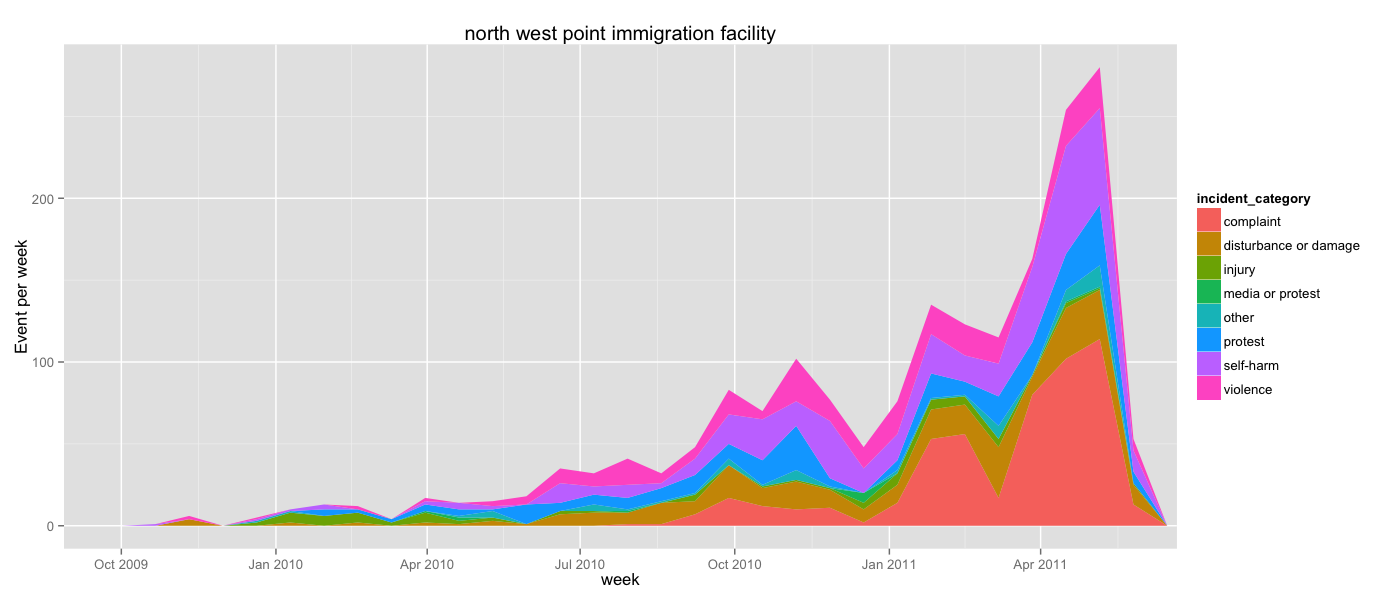 north west point immigration facility
Event per week
200
100
0
Oct 2009
Jan 2010
Apr 2010
Jul 2010
Oct 2010
Jan 2011
Apr 2011
week
incident_category
complaint
disturbance or damage
injury
media or protest
other
protest
self-harm
violence